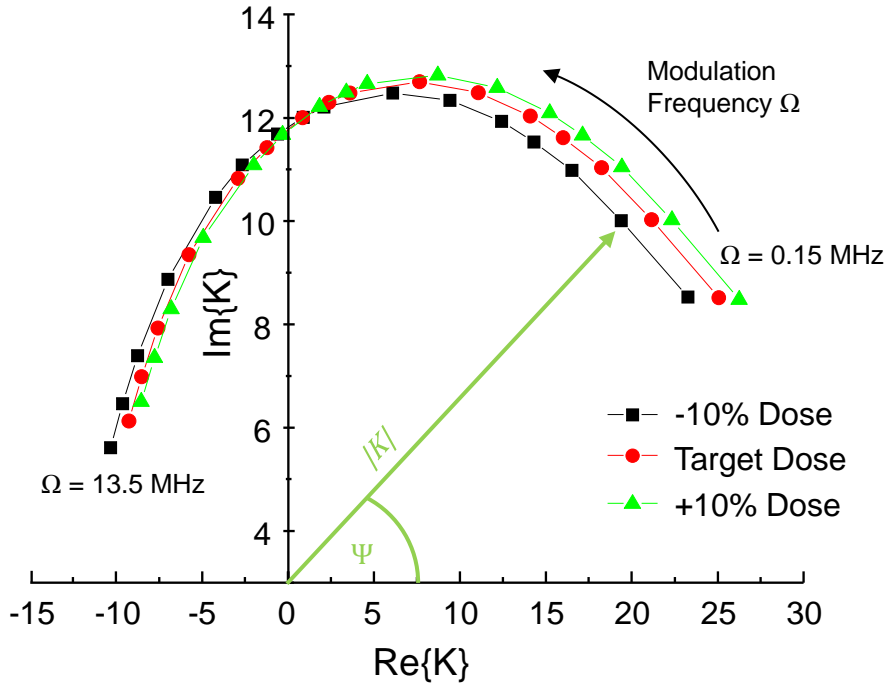 14
12
10
8
6
4
Im{K}
-15
-10
-5
0
5
10
15
20
25
30
Re{K}
Modulation
Frequency Ω
Ω = 0.15 MHz
Ω = 13.5 MHz
|K|
Ψ
-10% Dose
Target Dose
+10% Dose